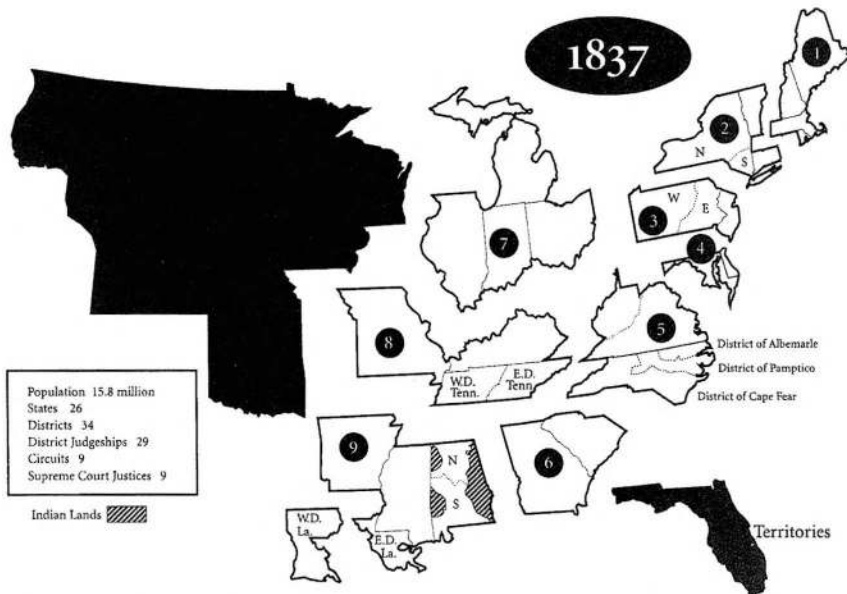 1837
1
2
N
S
W
E
3
4
7
5
8
W.D.
Tenn.
E.D.
Tenn.
District of Albemarle
District of Pamptico
District of Cape Fear
Population 15.8 million
States 26
Districts 34
District Judgeships 29
Circuits 9
Supreme Court Justices 9
Indian Lands
9
N
S
6
W.D.
La.
E.D.
La.
Territories